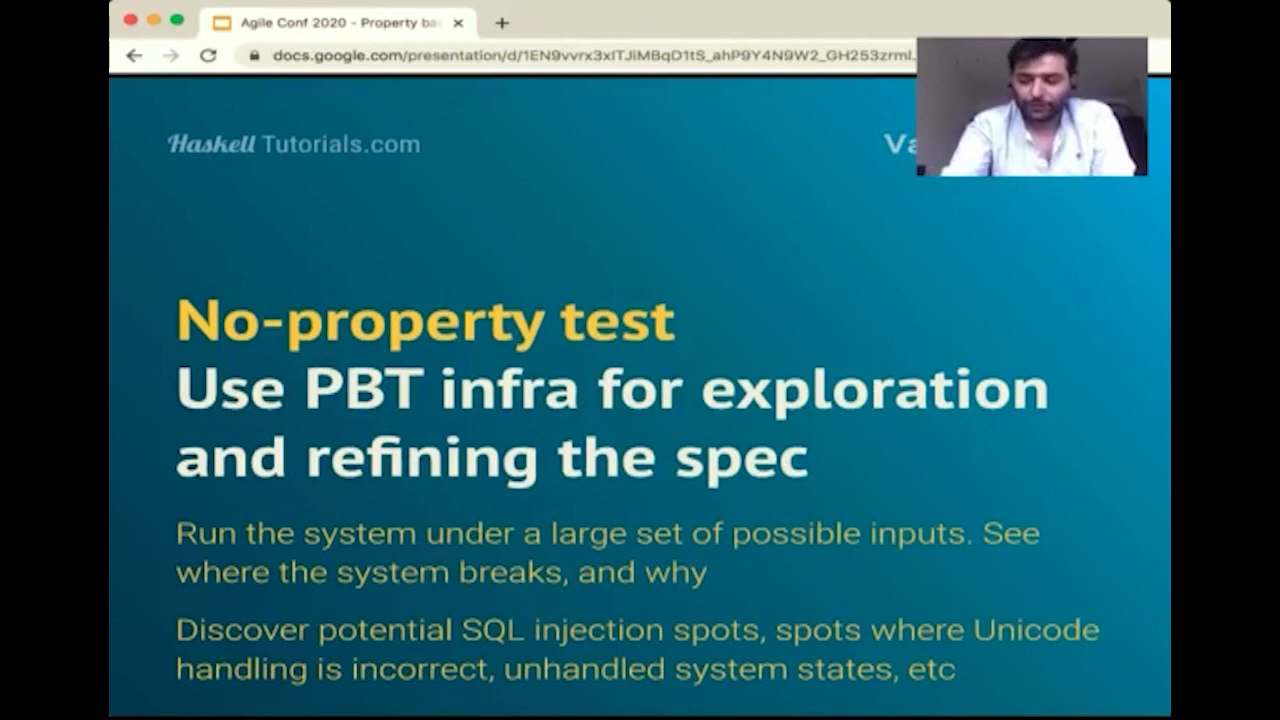 Agile Conf 2020 - Property ba
docs.google.com/presentation/d/1EN9vvrx3xITJiMBqD1tS_ahP9Y4N9W2_GH253zrml.
Haskell Tutorials.com
No-property test
Use PBT infra for exploration
and refining the spec
Run the system under a large set of possible inputs. See
where the system breaks, and why
Discover potential SQL injection spots, spots where Unicode
handling is incorrect, unhandled system states, etc